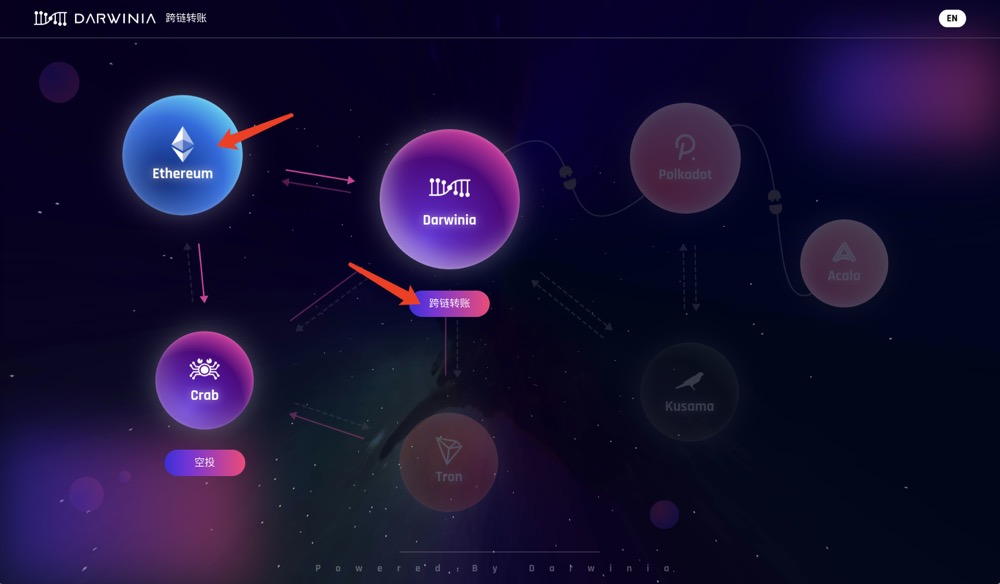 DARWINIA 跨链转账
EN
Ethereum
Darwinia
Polkadot
Acala
跨链转账
Crab
Kusama
空投
Tron
Powered By Darwinia